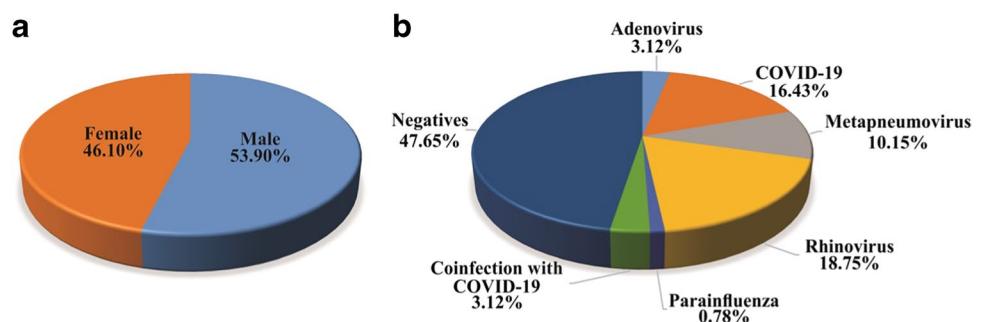 a
Female
46.10%
Male
53.90%
b
Adenovirus
3.12%
COVID-19
16.43%
Metapneumovirus
10.15%
Rhinovirus
18.75%
Parainfluenza
0.78%
Coinfection with
COVID-19
3.12%
Negatives
47.65%